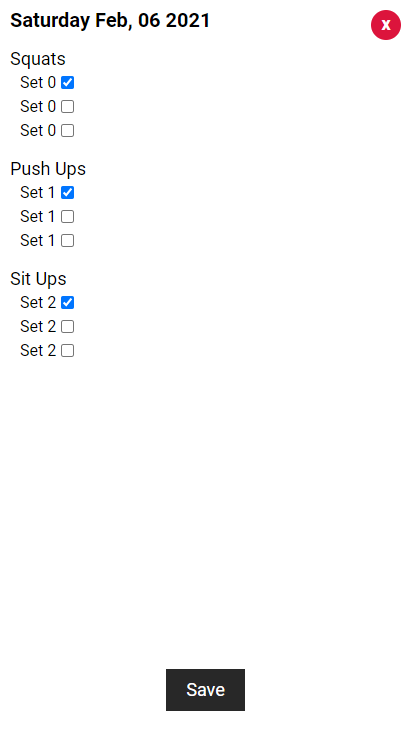 Saturday Feb, 06 2021
x
Squats
Set 0
Set 0
Set 0
Push Ups
Set 1
Set 1
Set 1
Sit Ups
Set 2
Set 2
Set 2
Save